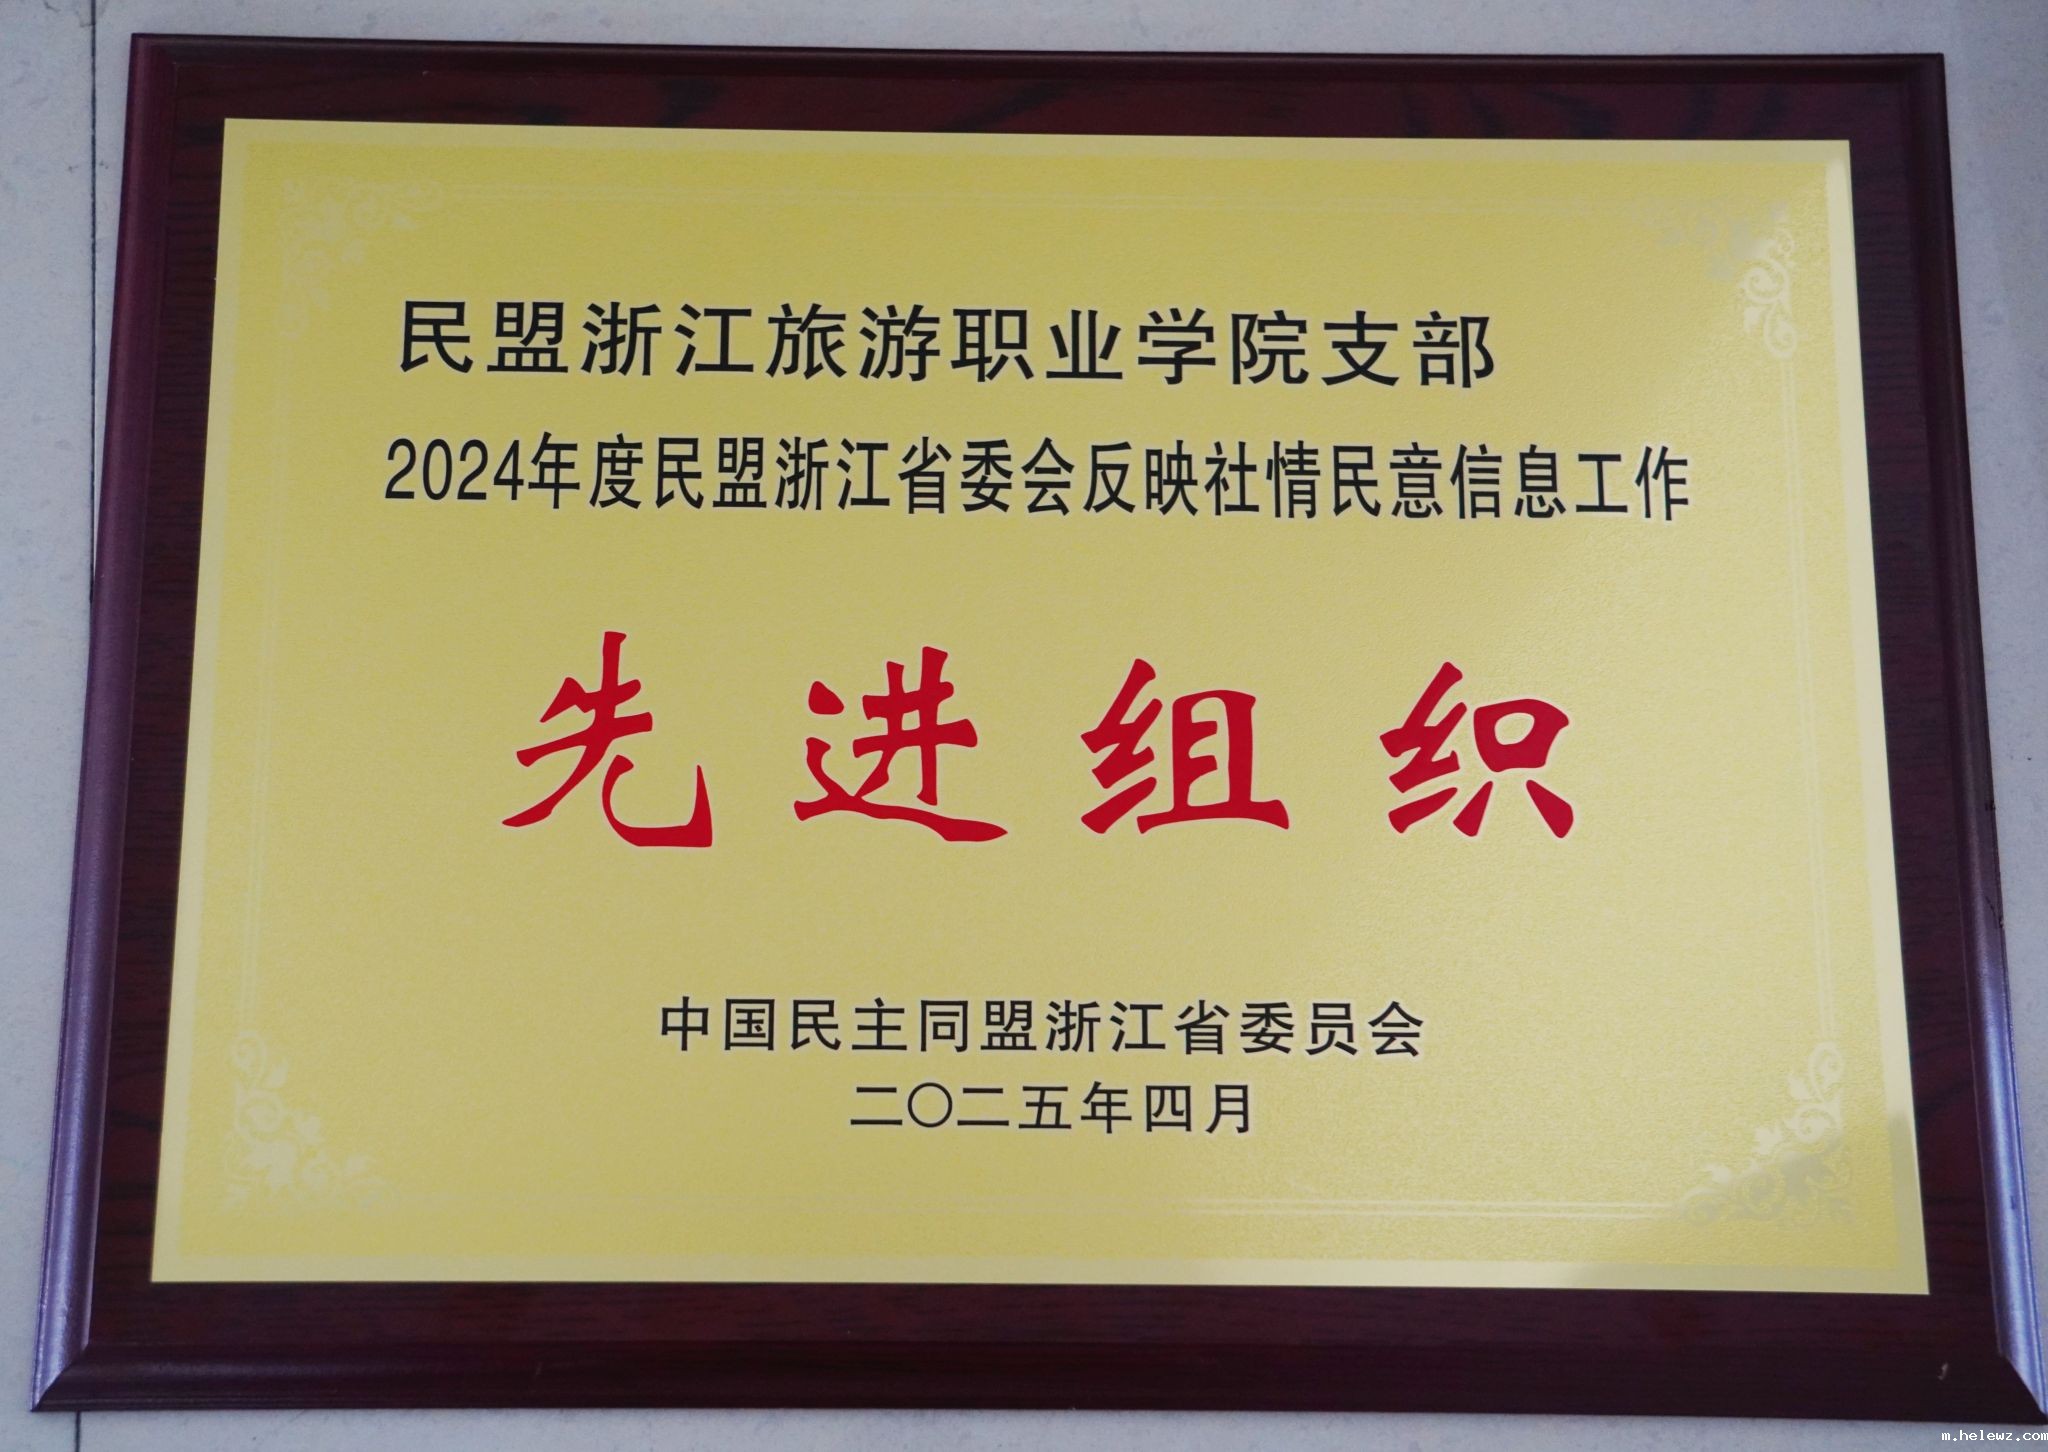 民盟浙江旅游职业学院支部
2024年度民盟浙江省委会反映社情民意信息工作
先进组织
中国民主同盟浙江省委员会
二〇二五年四月
m.helewz.com